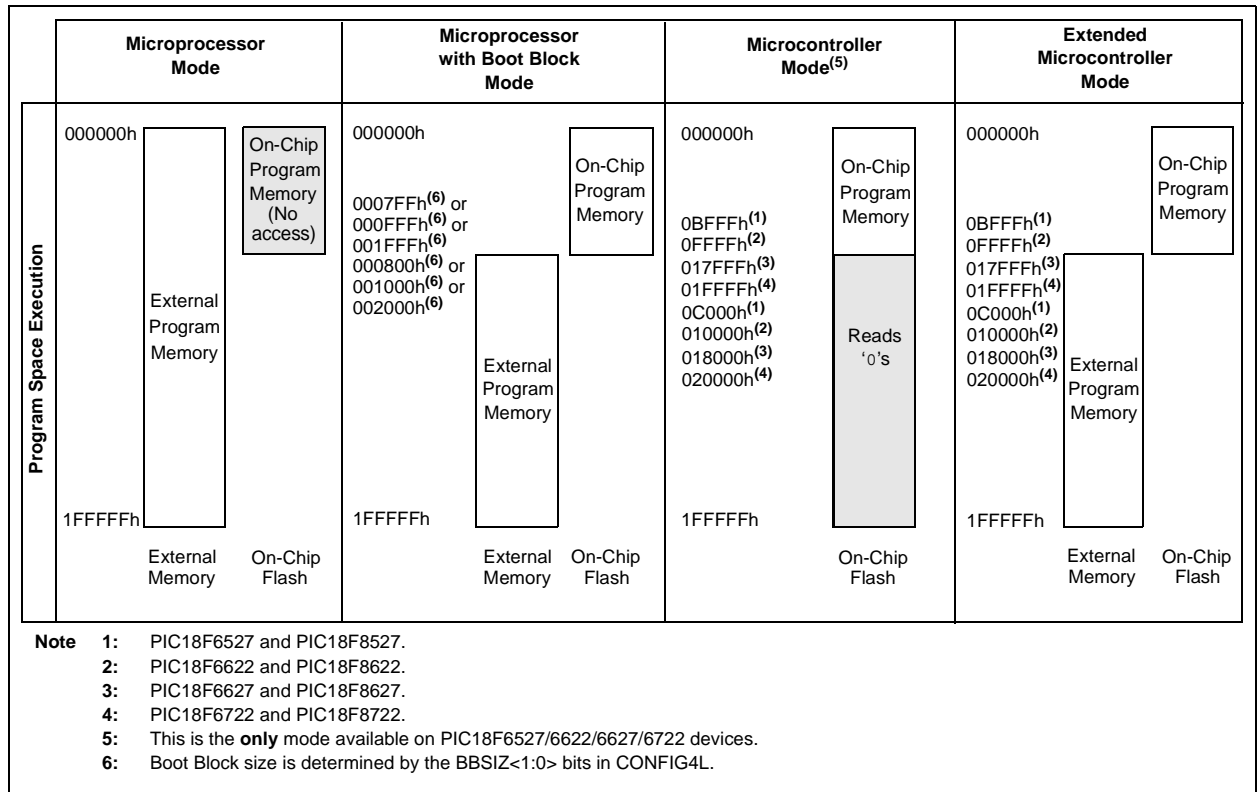 Microprocessor
Mode
Microprocessor
with Boot Block
Mode
Microcontroller
Mode(5)
Extended
Microcontroller
Mode
Program Space Execution
000000h
External
Program
Memory
On-Chip
Program
Memory
(No
access)
1FFFFFh
External
Memory
On-Chip
Flash
000000h
0007FFh(6) or
000FFFh(6) or
001FFFh(6)
000800h(6) or
001000h(6) or
002000h(6)
On-Chip
Program
Memory
External
Program
Memory
1FFFFFh
External
Memory
On-Chip
Flash
000000h
0BFFFh(1)
0FFFFh(2)
017FFFh(3)
01FFFFh(4)
0C000h(1)
010000h(2)
018000h(3)
020000h(4)
On-Chip
Program
Memory
Reads
‘0’s
1FFFFFh
On-Chip
Flash
000000h
0BFFFh(1)
0FFFFh(2)
017FFFh(3)
01FFFFh(4)
0C000h(1)
010000h(2)
018000h(3)
020000h(4)
On-Chip
Program
Memory
External
Program
Memory
1FFFFFh
External
Memory
On-Chip
Flash
Note 1: PIC18F6527 and PIC18F8527.
2: PIC18F6622 and PIC18F8622.
3: PIC18F6627 and PIC18F8627.
4: PIC18F6722 and PIC18F8722.
5: This is the only mode available on PIC18F6527/6622/6627/6722 devices.
6: Boot Block size is determined by the BBSIZ<1:0> bits in CONFIG4L.